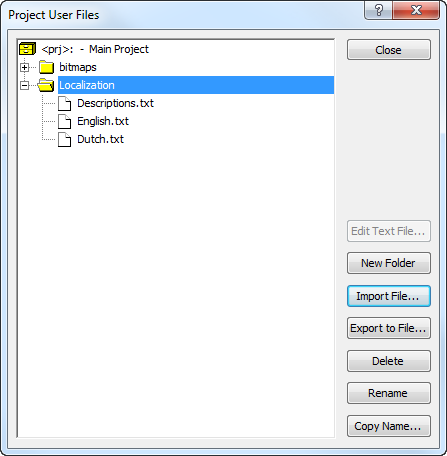 Project User Files
?
<prj>: - Main Project
Close
bitmaps
Localization
Descriptions.txt
English.txt
Dutch.txt
Edit Text File...
New Folder
Import File...
Export to File...
Delete
Rename
Copy Name...